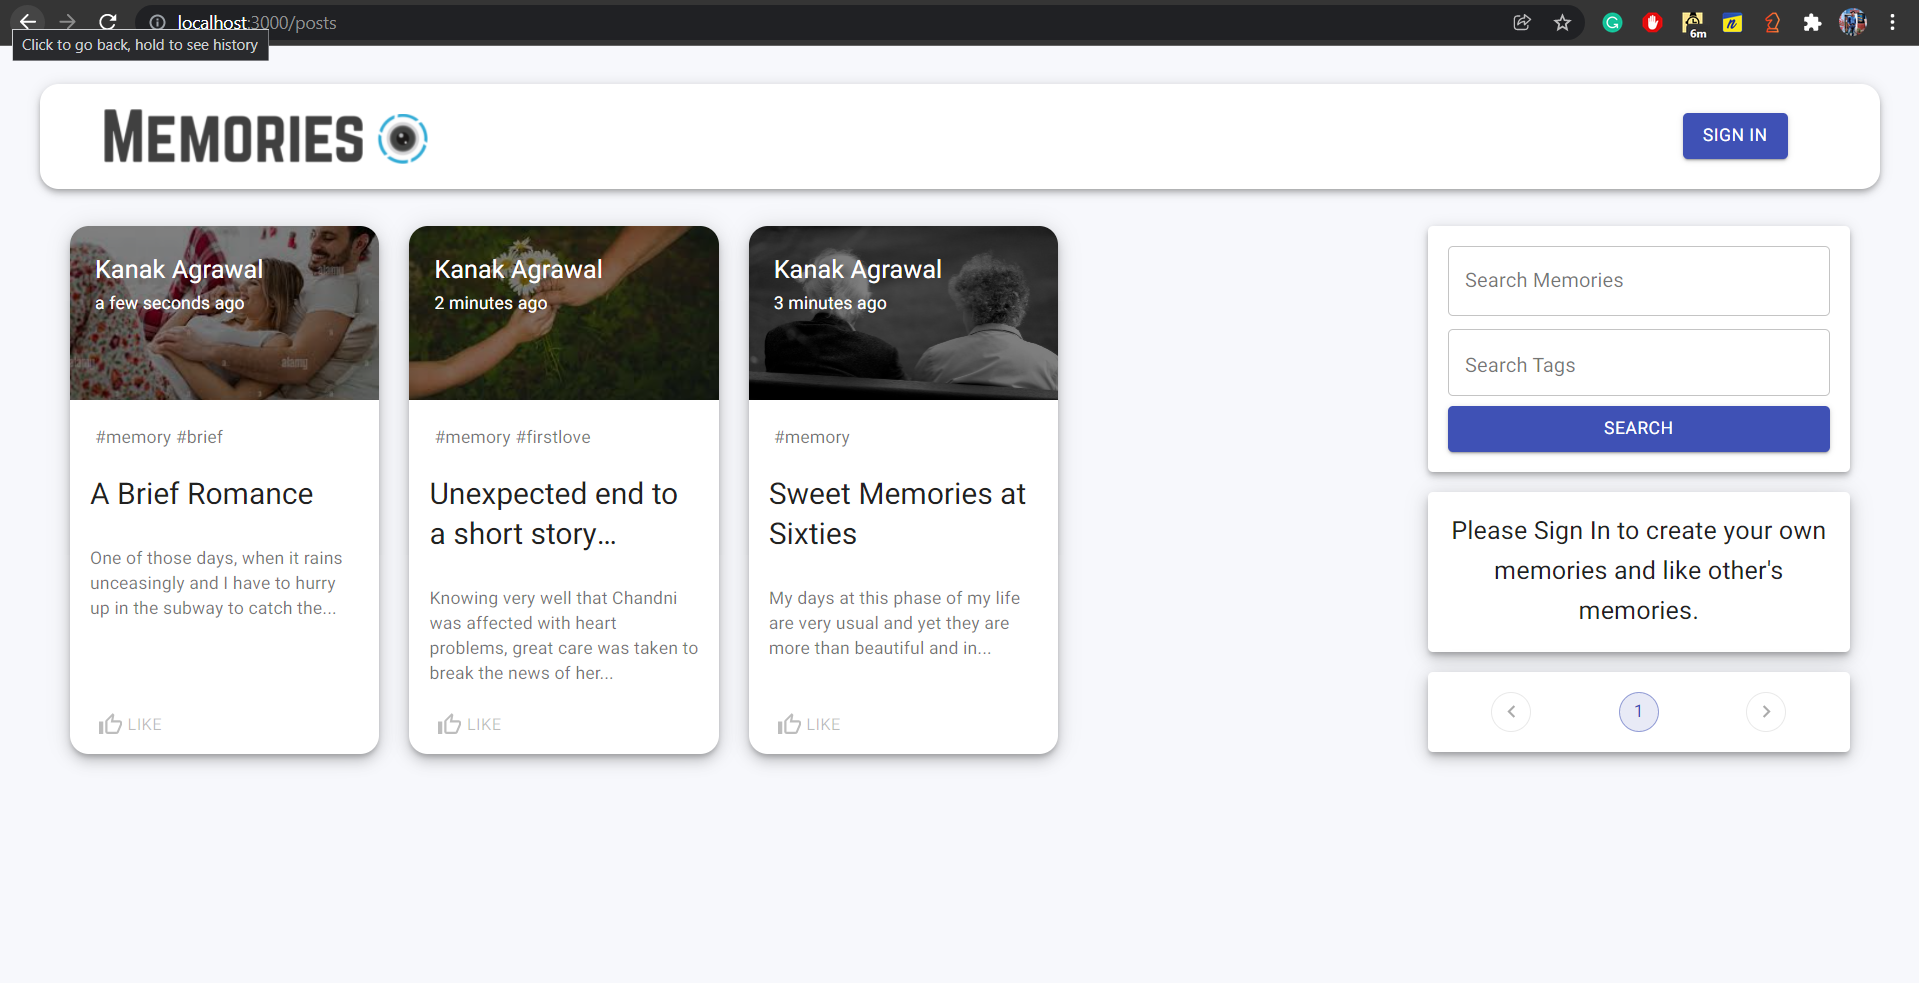 localhost:3000/posts
6m
Click to go back, hold to see history
MEMORIES
SIGN IN
Kanak Agrawal
a few seconds ago
alamy
alamy
#memory #brief
A Brief Romance
One of those days, when it rains
unceasingly and I have to hurry
up in the subway to catch the...
LIKE
Kanak Agrawal
2 minutes ago
#memory #firstlove
Unexpected end to
a short story...
Knowing very well that Chandni
was affected with heart
problems, great care was taken to
break the news of her...
LIKE
Kanak Agrawal
3 minutes ago
#memory
Sweet Memories at
Sixties
My days at this phase of my life
are very usual and yet they are
more than beautiful and in...
LIKE
Search Memories
Search Tags
SEARCH
Please Sign In to create your own
memories and like other's
memories.
1